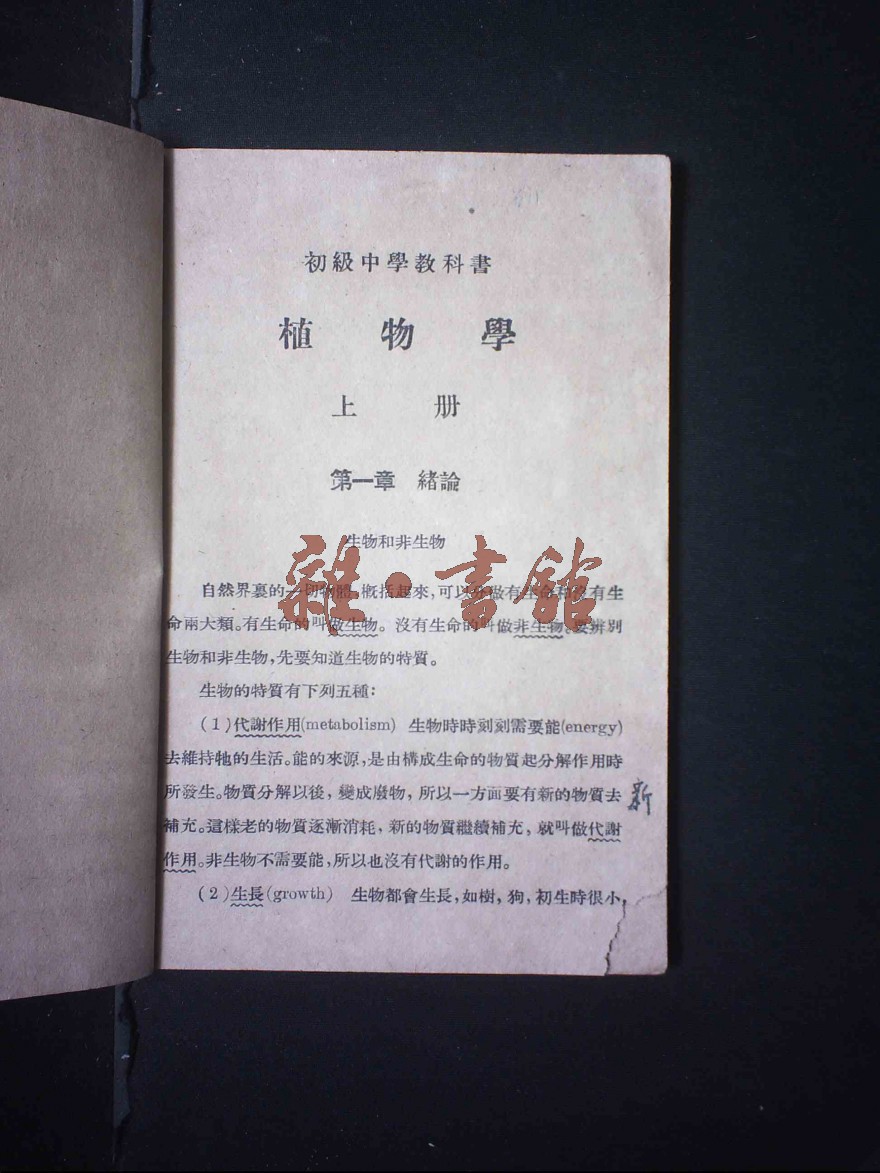 初級中學教科書
植物學
上册
第一章 緒論
生物和非生物
自然界裏的一切物體,概括起來,可以分做有生命和沒有生
命兩大類。有生命的叫做生物。沒有生命的叫做非生物。要辨別
生物和非生物,先要知道生物的特質。
生物的特質有下列五種:
(1)代謝作用(metabolism) 生物時時刻刻需要能(energy)
去維持牠的生活。能的來源,是由構成生命的物質起分解作用時
所發生。物質分解以後,變成廢物,所以一方面要有新的物質去
新
補充。這樣老的物質逐漸消耗,新的物質繼續補充,就叫做代謝
作用。非生物不需要能,所以也沒有代謝的作用。
(2)生長(growth) 生物都會生長,如樹,狗,初生時很小,
雜·書館